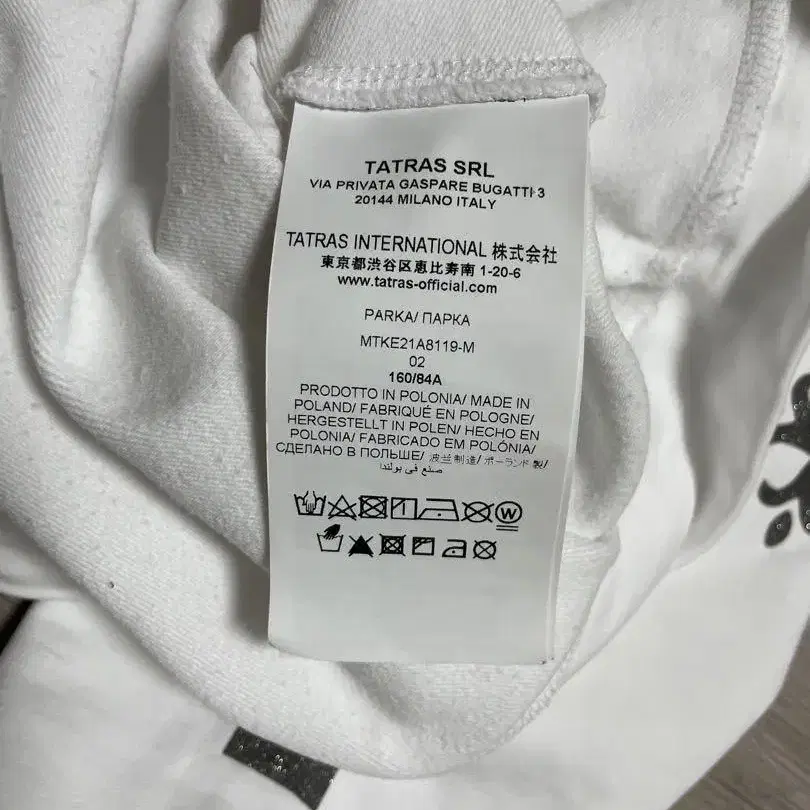 TATRAS SRL
VIA PRIVATA GASPARE BUGATTI 3
20144 MILANO ITALY
TATRAS INTERNATIONAL 株式会社
東京都渋谷区恵比寿南 1-20-6
www.tatras-official.com
PARKA/ ПАРКА
MTKE21A8119-M
02
160/84A
PRODOTTO IN POLONIA/ MADE IN
POLAND/ FABRIQUÉ EN POLOGNE/
HERGESTELLT IN POLEN/ HECHO EN
POLONIA/ FABRICADO EM POLÓNIA/
СДЕЛАНО В ПОЛЬШЕ/ 波兰制造/ ポーランド製/
صنع في بولندا
W